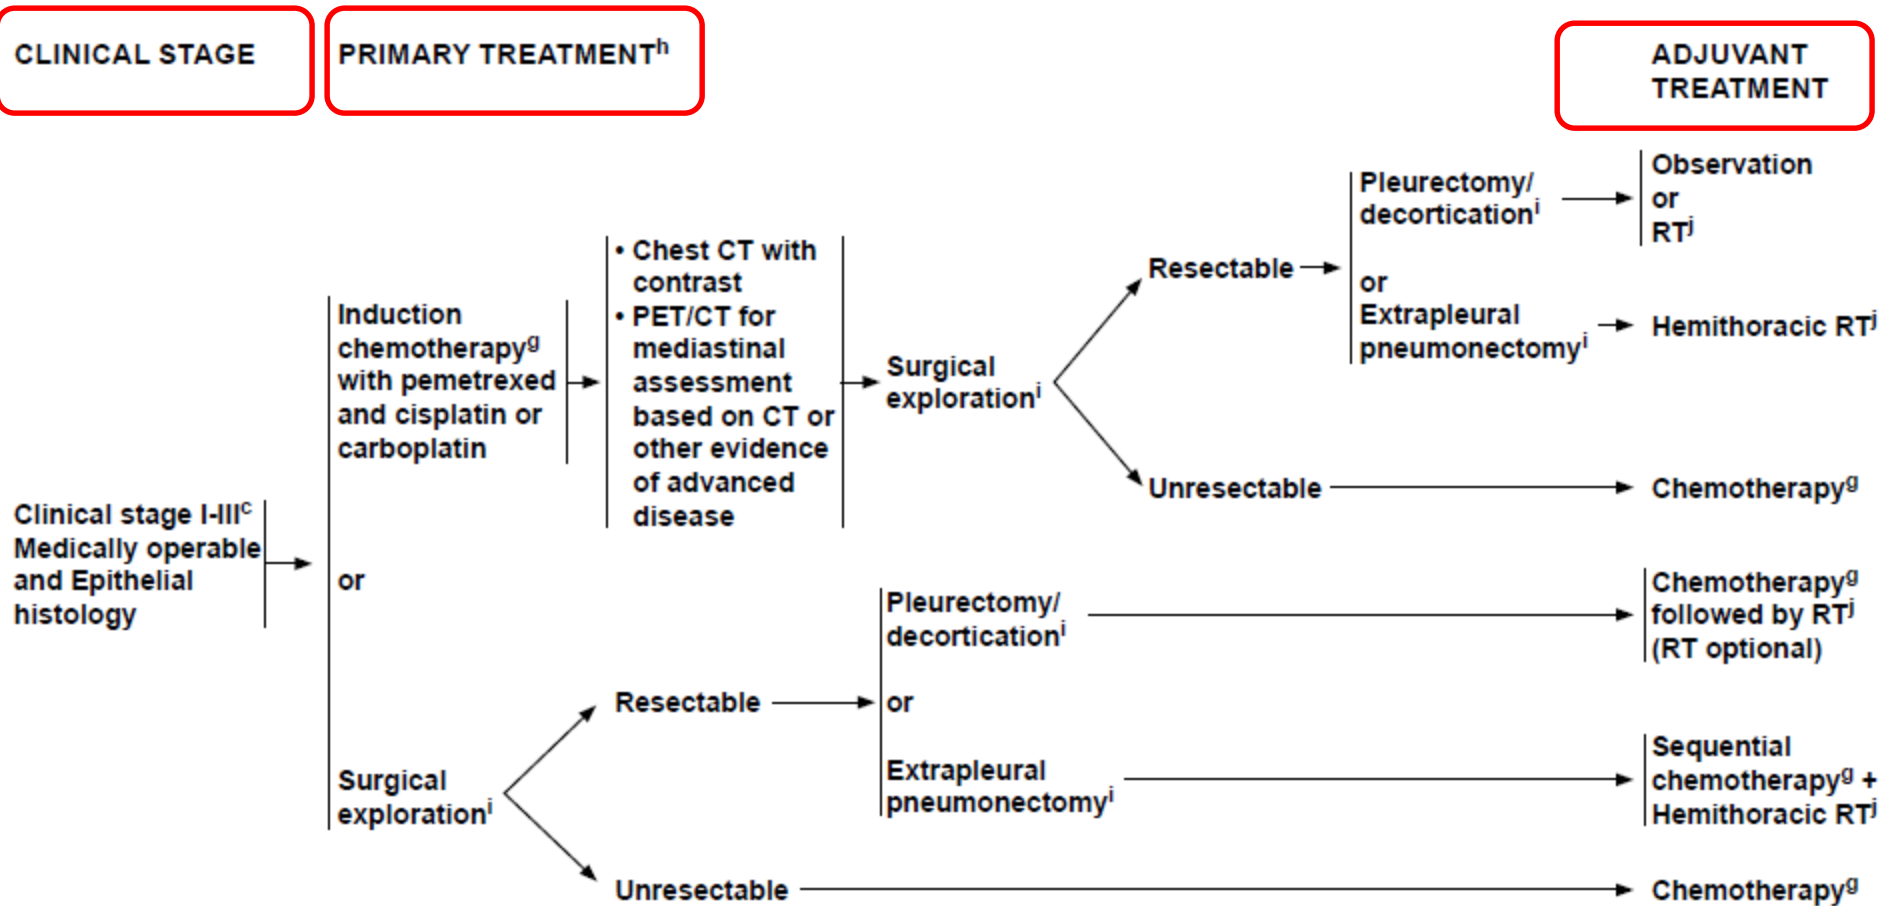 CLINICAL STAGE
PRIMARY TREATMENTh
ADJUVANT
TREATMENT
Clinical stage I-IIIc
Medically operable
and Epithelial
histology
Induction
chemotherapyg
with pemetrexed
and cisplatin or
carboplatin
or
Surgical
explorationi
• Chest CT with
contrast
• PET/CT for
mediastinal
assessment
based on CT or
other evidence
of advanced
disease
Surgical
explorationi
Resectable
Pleurectomy/
decorticationi
or
Extrapleural
pneumonectomyi
Observation
or
RTj
Hemithoracic RTj
Unresectable
Chemotherapyg
Resectable
Pleurectomy/
decorticationi
or
Extrapleural
pneumonectomyi
Chemotherapyg
followed by RTj
(RT optional)
Sequential
chemotherapyg +
Hemithoracic RTj
Unresectable
Chemotherapyg